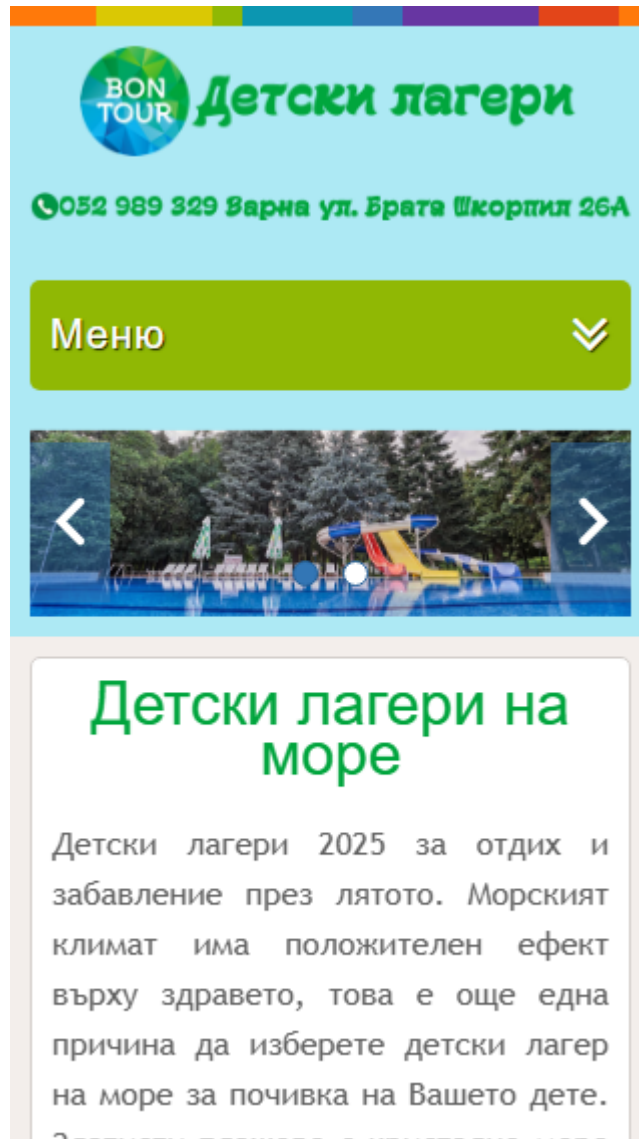 BON
TOUR
Детски лагери
052 989 329 Варна ул. Брата Шкорпил 26А
Меню
Детски лагери на
море
Детски лагери 2025 за отдих и
забавление през лятото. Морският
климат има положителен ефект
върху здравето, това е още една
причина да изберете детски лагер
на море за почивка на Вашето дете.